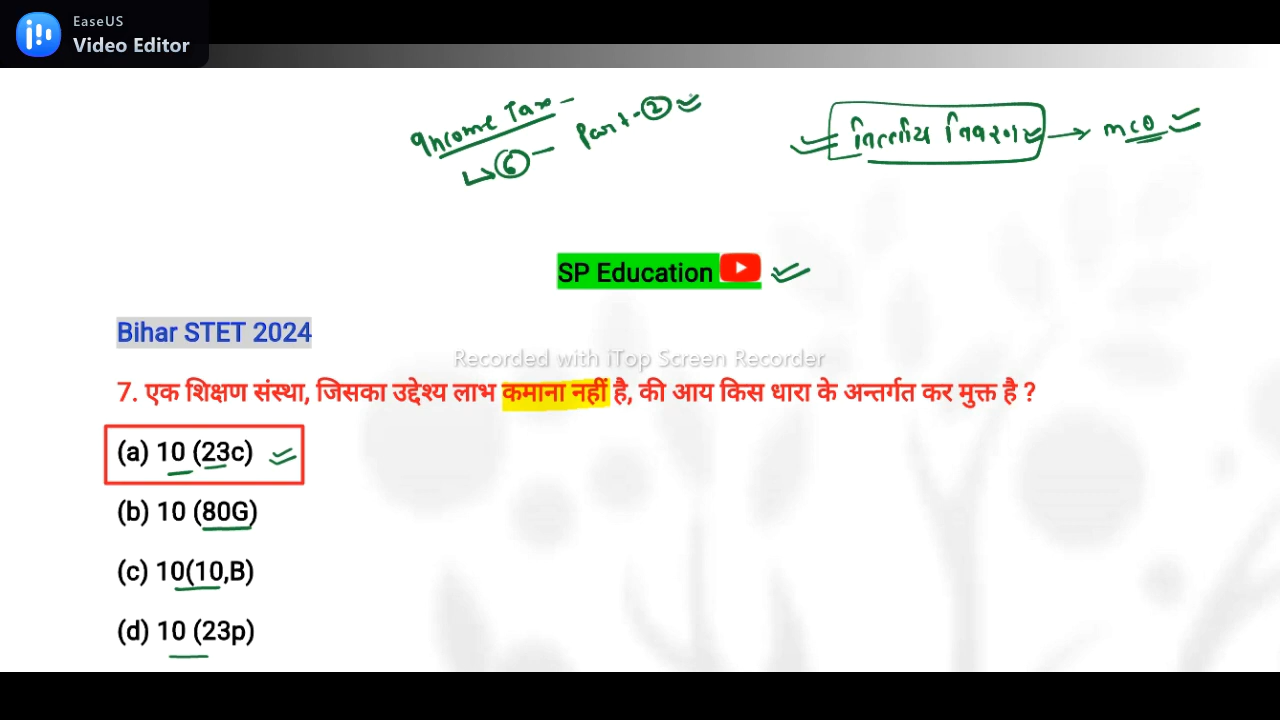 EaseUS
Video Editor
Income Tax - Part-2
6 -
वित्तीय विवरण → MCQ
SP Education
Bihar STET 2024
Recorded with iTop Screen Recorder
7. एक शिक्षण संस्था, जिसका उद्देश्य लाभ कमाना नहीं है, की आय किस धारा के अन्तर्गत कर मुक्त है ?
(a) 10 (23c)
(b) 10 (80G)
(c) 10(10,B)
(d) 10 (23p)